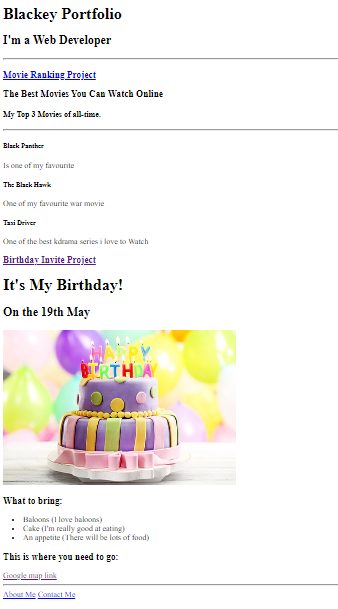 Blackey Portfolio
I'm a Web Developer
Movie Ranking Project
The Best Movies You Can Watch Online
My Top 3 Movies of all-time.
Black Panther
Is one of my favourite
The Black Hawk
One of my favourite war movie
Taxi Driver
One of the best kdrama series i love to Watch
Birthday Invite Project
It's My Birthday!
On the 19th May
HAPPY
BIRTHDAY
What to bring:
Baloons (I love baloons)
Cake (I'm really good at eating)
An appetite (There will be lots of food)
This is where you need to go:
Google map link
About Me Contact Me